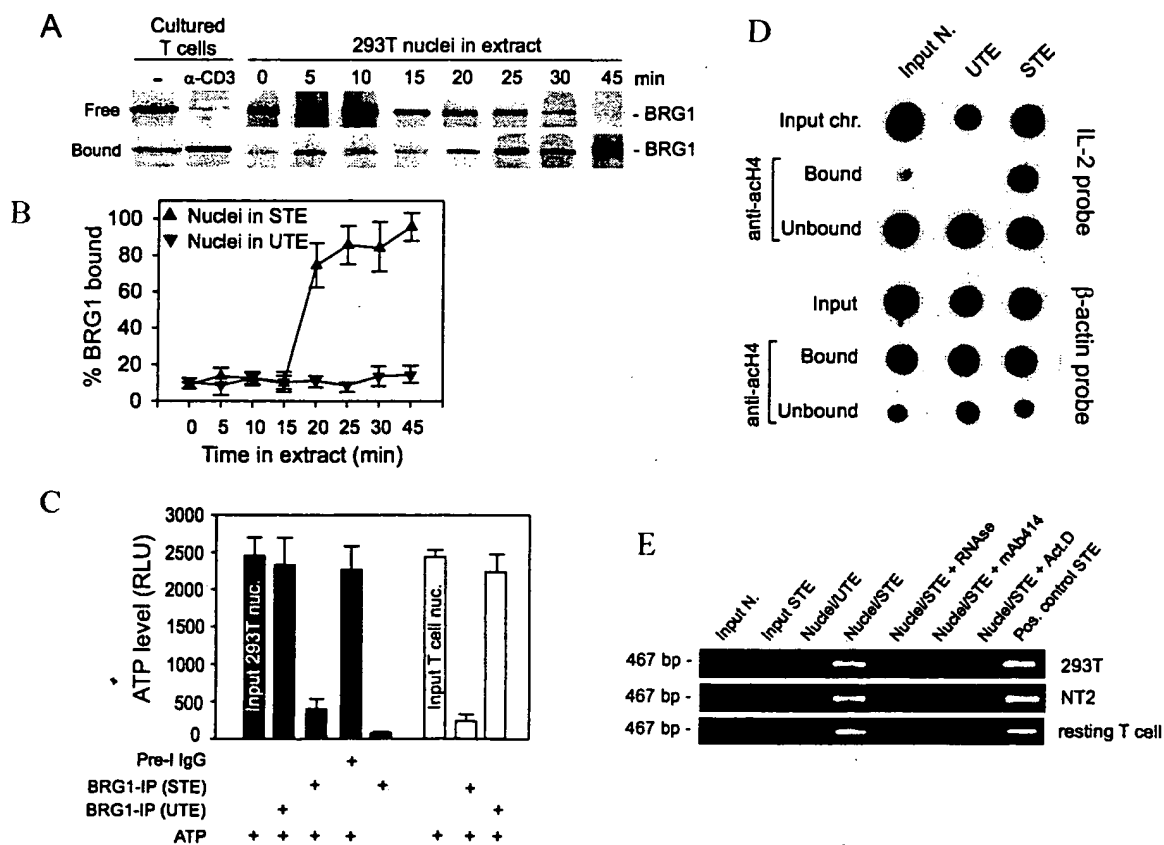 A
Cultured
T cells
293T nuclei in extract
- α-CD3 0 5 10 15 20 25 30 45 min
Free - BRG1
Bound - BRG1
B
Nuclei in STE
Nuclei in UTE
% BRG1 bound
100
80
60
40
20
0
0 5 10 15 20 25 30 45
Time in extract (min)
C
ATP level (RLU)
3000
2500
2000
1500
1000
500
0
Input 293T nuc.
Input T cell nuc.
Pre-I IgG +
BRG1-IP (STE) + + +
BRG1-IP (UTE) + +
ATP + + + + + + +
D
Input N. UTE STE
Input chr.
anti-acH4
Bound
Unbound
IL-2 probe
Input
anti-acH4
Bound
Unbound
β-actin probe
E
Input N.
Input STE
Nuclei/UTE
Nuclei/STE
Nuclei/STE + RNAse
Nuclei/STE + mAb414
Nuclei/STE + Act.D
Pos. control STE
467 bp - 293T
467 bp - NT2
467 bp - resting T cell